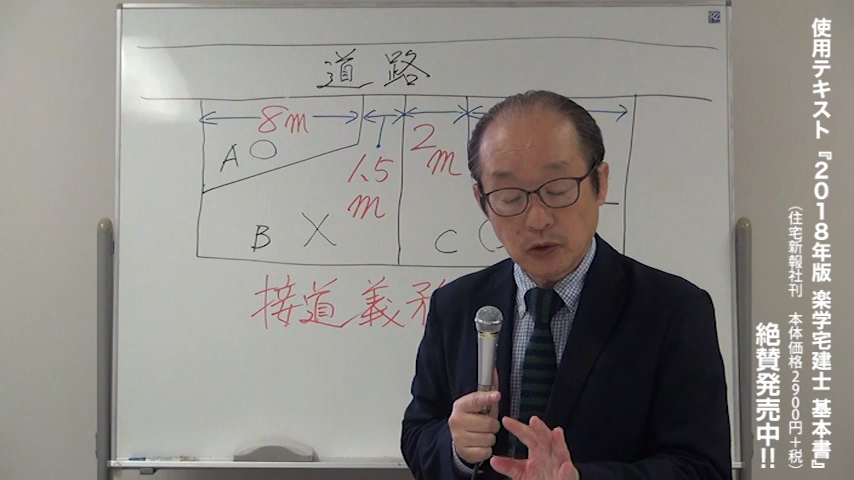 道路
8m
1.5
m
2
m
A○
B ×
C
接道義
使用テキスト『2018年版 楽学宅建士 基本書』
（住宅新報社刊　本体価格2900円＋税）
絶賛発売中!!